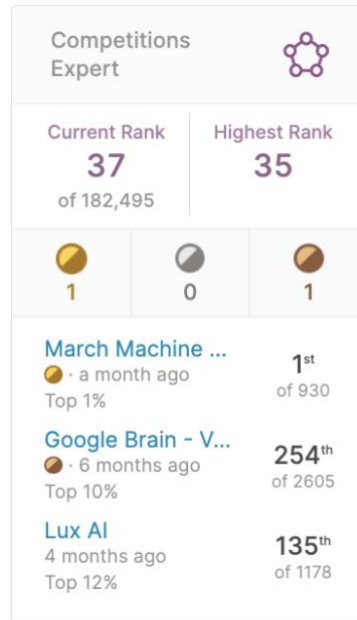 Competitions
Expert
Current Rank
37
of 182,495
Highest Rank
35
1
0
1
March Machine ...
· a month ago
Top 1%
1st
of 930
Google Brain - V...
· 6 months ago
Top 10%
254th
of 2605
Lux AI
4 months ago
Top 12%
135th
of 1178